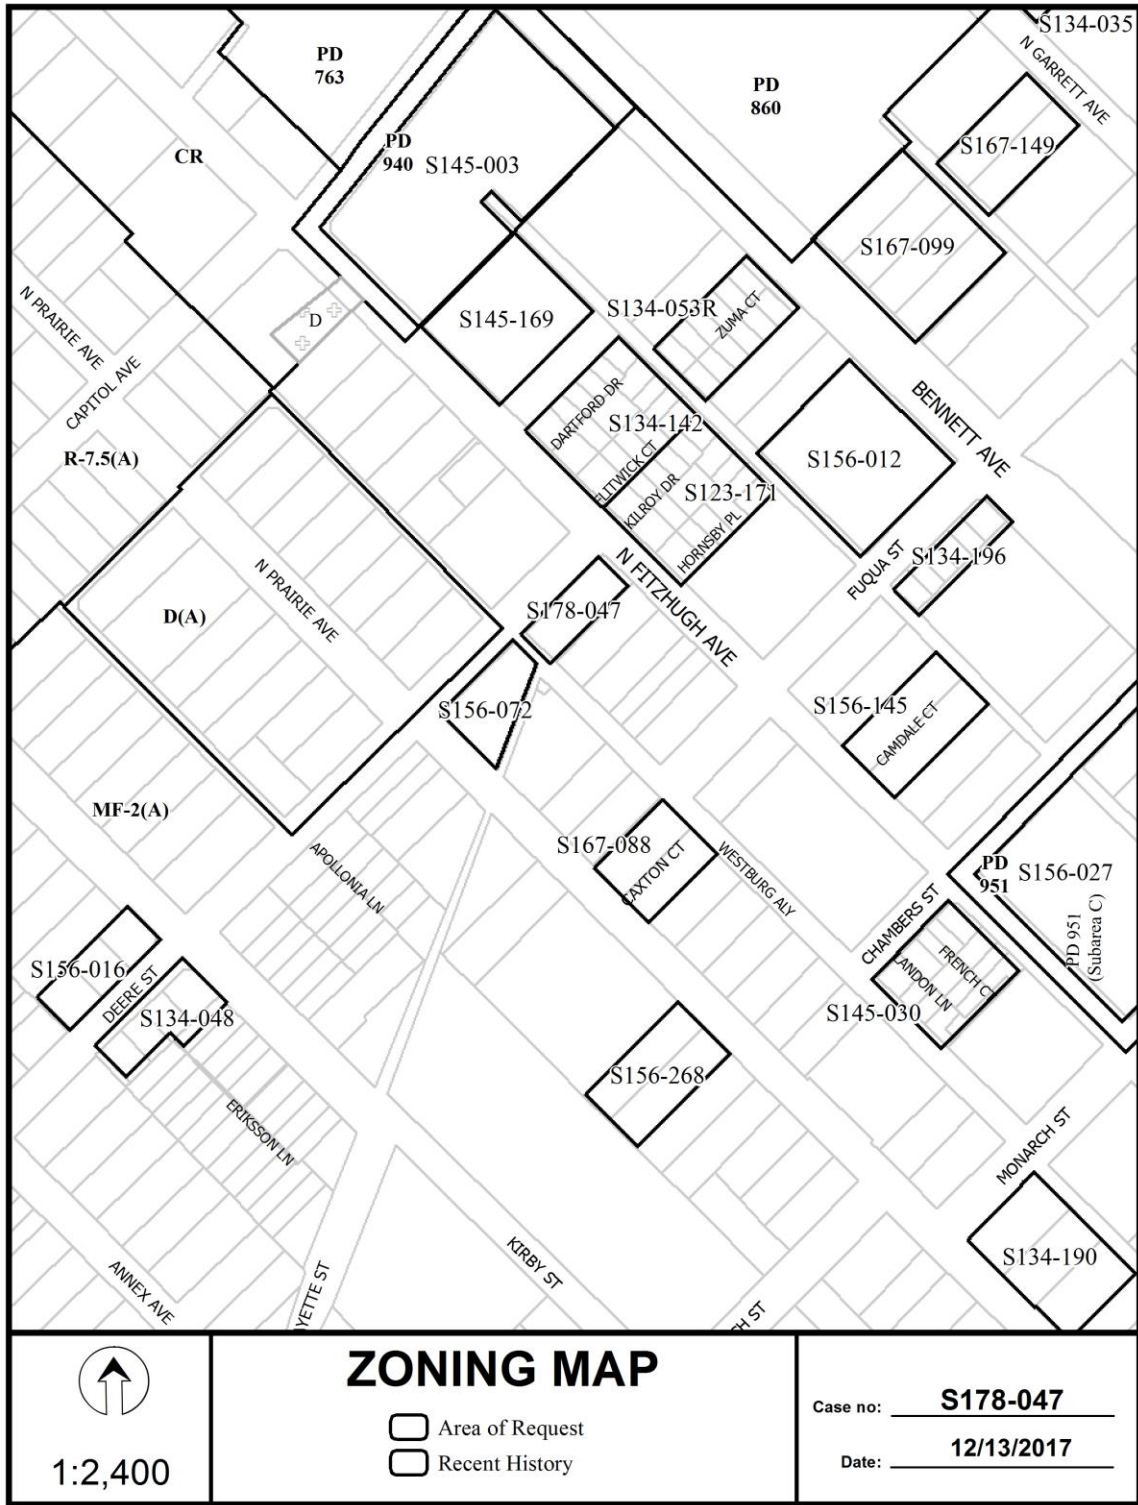 S134-035
N GARRETT AVE
PD
763
PD
860
S167-149
PD
940
S145-003
CR
S167-099
N PRAIRIE AVE
D
S145-169
S134-053R
ZUMA CT
CAPITOL AVE
DARTFORD DR
S134-142
BENNETT AVE
R-7.5(A)
FLITWICK CT
KILROY DR
S123-171
HORNSBY PL
S156-012
N PRAIRIE AVE
N FITZHUGH AVE
FUQUA ST
S134-196
D(A)
S178-047
S156-072
S156-145
CAMDALE CT
MF-2(A)
APOLLONIA LN
S167-088
CAXTON CT
WESTBURG ALY
PD
951
S156-027
PD 951
(Subarea C)
CHAMBERS ST
FRENCH CT
LANDON LN
S145-030
S156-016
DEERE ST
S134-048
S156-268
ERIKSSON LN
MONARCH ST
S134-190
KIRBY ST
ANNEX AVE
YETTE ST
CH ST
1:2,400
ZONING MAP
Area of Request
Recent History
Case no: S178-047
Date: 12/13/2017